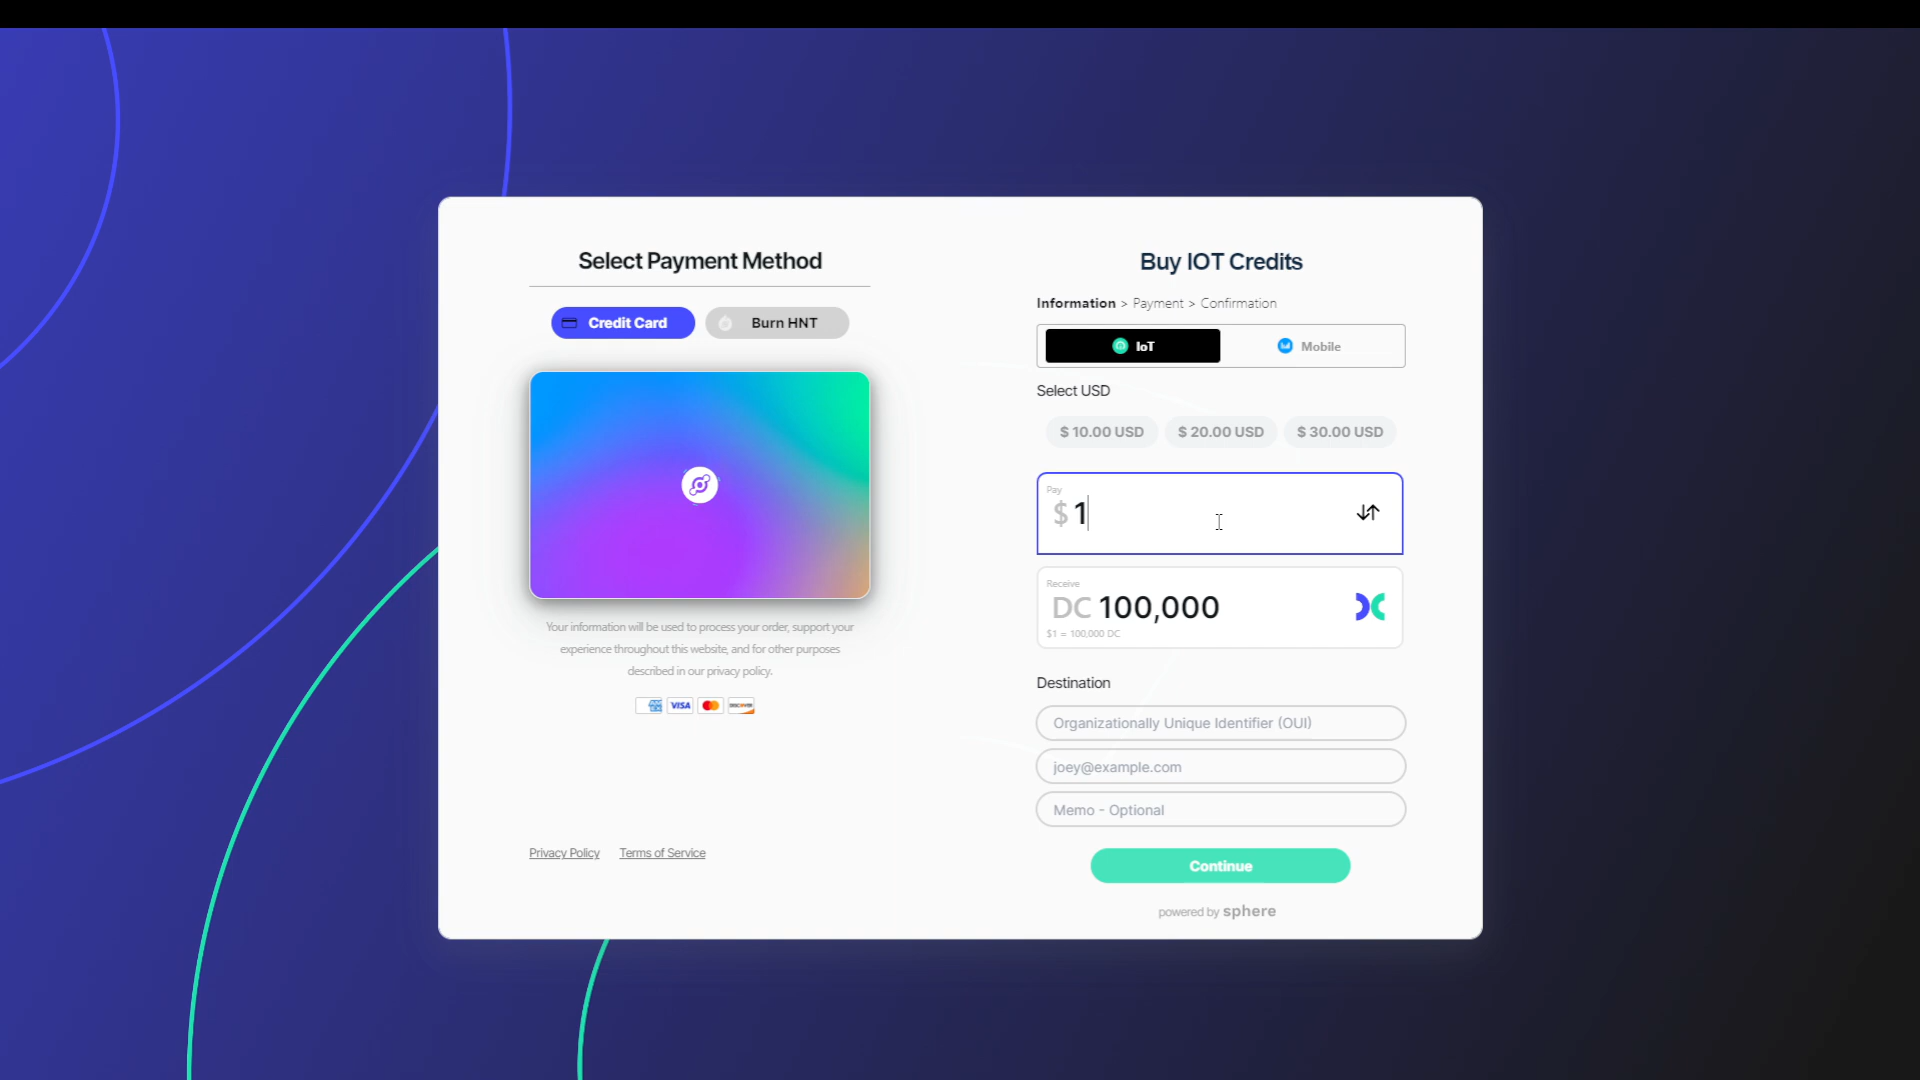 Select Payment Method
Credit Card
Burn HNT
Your information will be used to process your order, support your
experience throughout this website, and for other purposes
described in our privacy policy.
VISA
DISCOVER
Privacy Policy
Terms of Service
Buy IOT Credits
Information > Payment > Confirmation
IoT
Mobile
Select USD
$ 10.00 USD
$ 20.00 USD
$ 30.00 USD
Pay
$ 1
Receive
DC 100,000
$1 = 100,000 DC
Destination
Organizationally Unique Identifier (OUI)
joey@example.com
Memo - Optional
Continue
powered by sphere